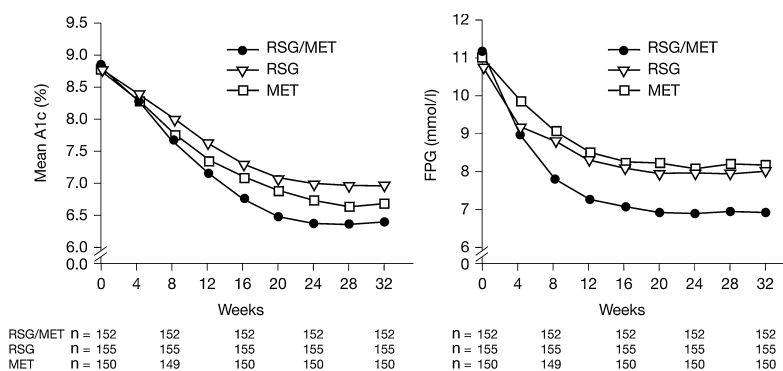 9.5
9.0
8.5
8.0
7.5
7.0
6.5
6.0
0.0
Mean A1c (%)
RSG/MET
RSG
MET
0 4 8 12 16 20 24 28 32
Weeks
12
11
10
9
8
7
6
0
FPG (mmol/l)
RSG/MET
RSG
MET
0 4 8 12 16 20 24 28 32
Weeks
RSG/MET n = 152 152 152 152 152 n = 152 152 152 152 152
RSG n = 155 155 155 155 155 n = 155 155 155 155 155
MET n = 150 149 150 150 150 n = 150 149 150 150 150